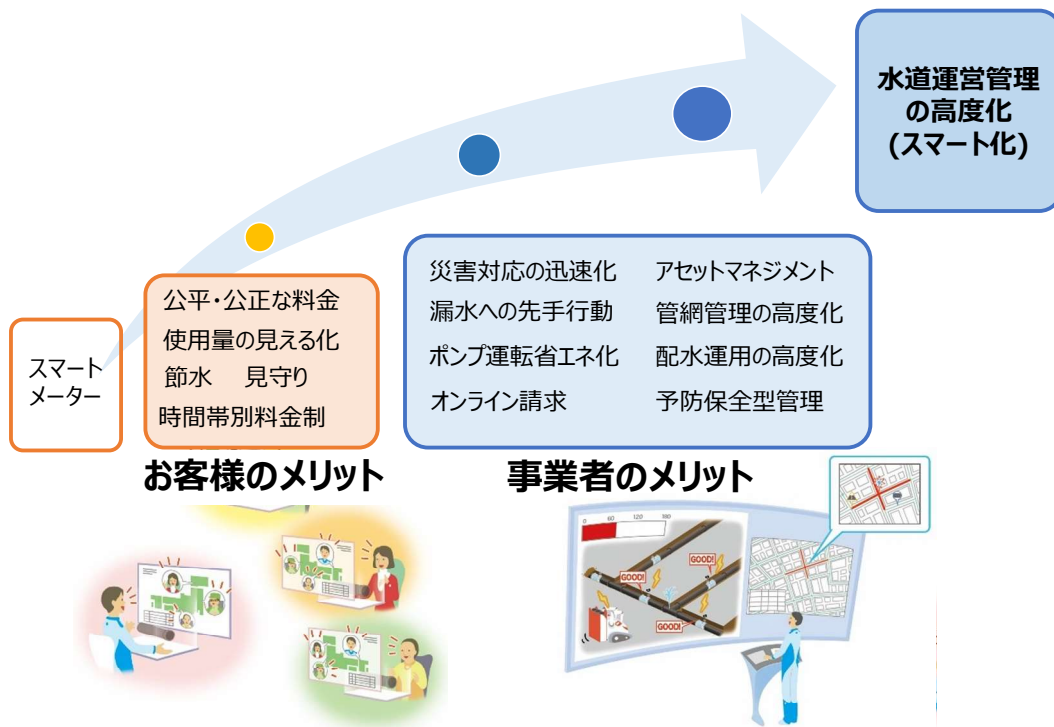 水道運営管理
の高度化
(スマート化)
スマート
メーター
公平・公正な料金
使用量の見える化
節水 見守り
時間帯別料金制
災害対応の迅速化 アセットマネジメント
漏水への先手行動 管網管理の高度化
ポンプ運転省エネ化 配水運用の高度化
オンライン請求 予防保全型管理
お客様のメリット
事業者のメリット
0 60 120 180
GOOD!
GOOD!
GOOD!
GOOD!